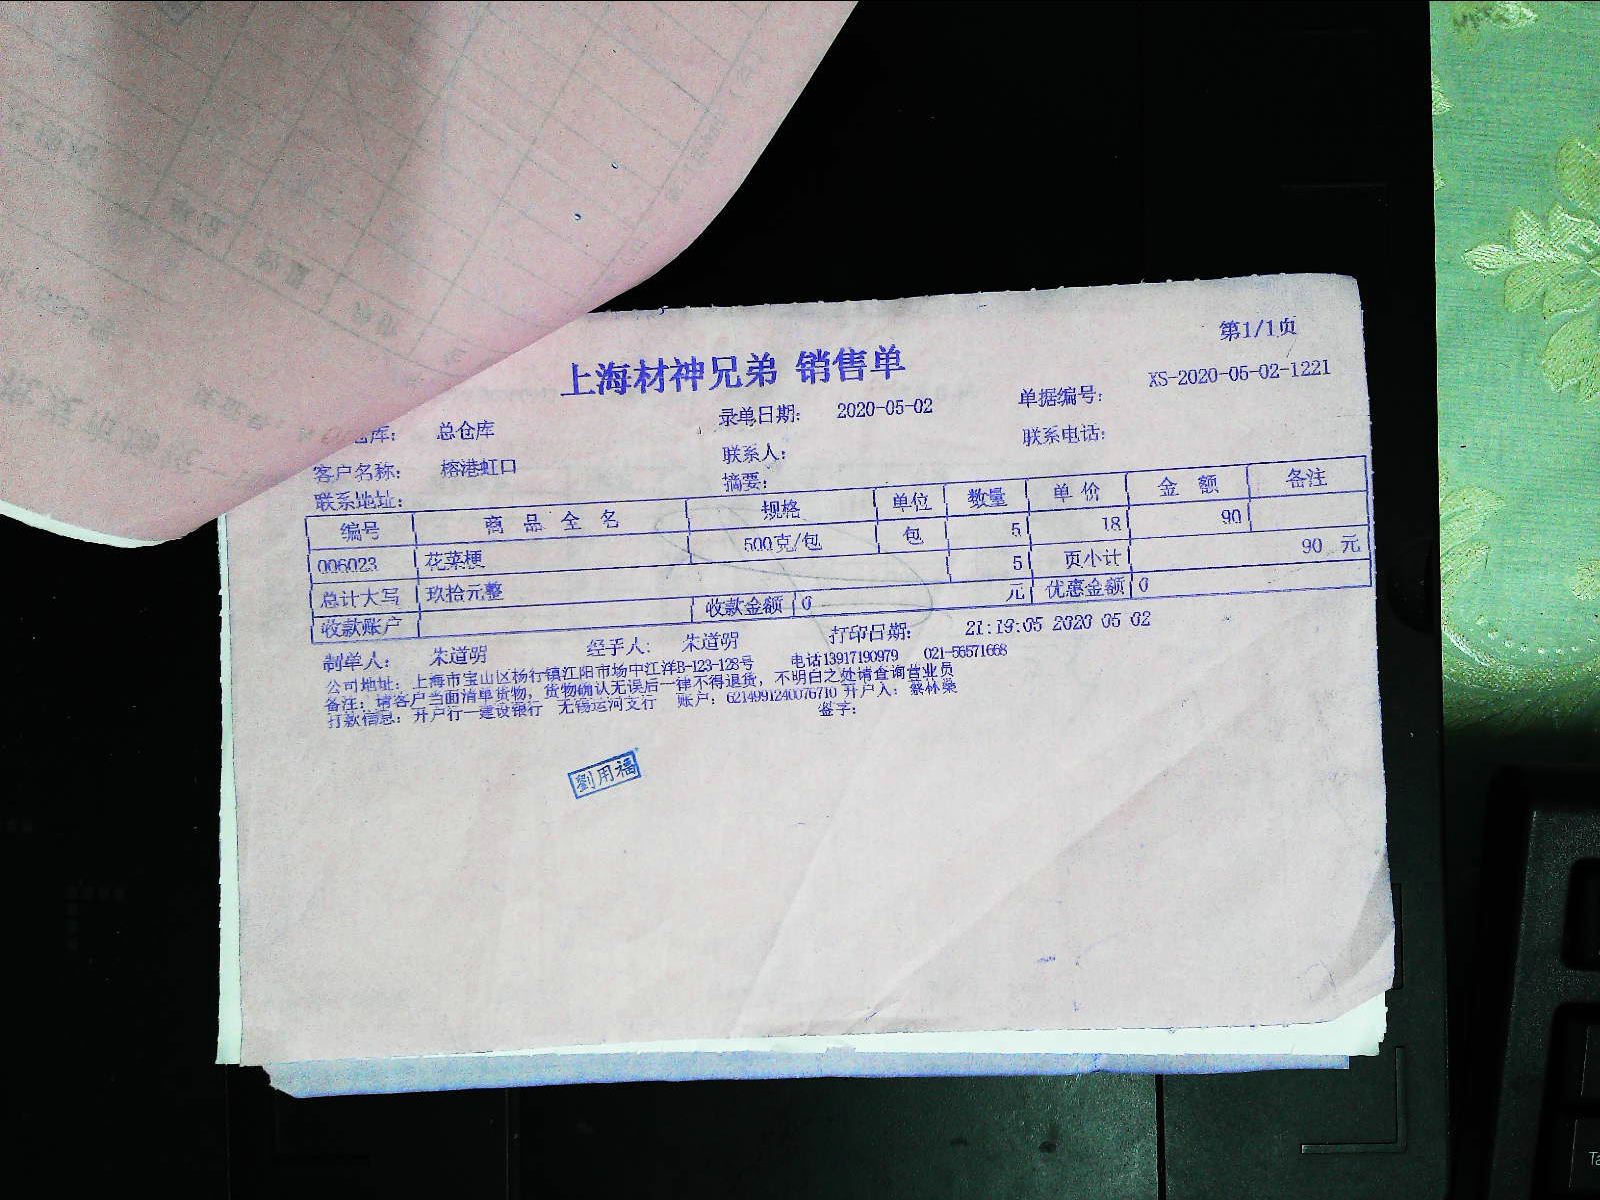 第1/1页
上海材神兄弟 销售单
仓库： 总仓库 录单日期： 2020-05-02 单据编号： XS-2020-05-02-1221
客户名称： 榕港虹口 联系人： 联系电话：
联系地址： 摘要：
编号 商 品 全 名 规格 单位 数量 单 价 金 额 备注
006023 花菜梗 500克/包 包 5 18 90
5 页小计 90 元
总计大写 玖拾元整
收款账户 收款金额 0 元 优惠金额 0
制单人： 朱道明 经手人： 朱道明 打印日期： 21:19:05 2020 05 02
公司地址：上海市宝山区杨行镇江阳市场中江洋B-123-128号 电话13917190979 021-56571668
备注：请客户当面清单货物，货物确认无误后一律不得退货，不明白之处请查询营业员
打款信息：开户行一建设银行 无锡运河支行 账户：6214991240076710 开户人：蔡林燊
签字：
劉用福